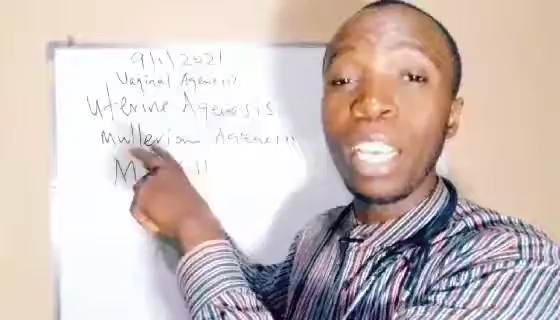 9/1/2021
Vaginal Agenesis
Uterine Agenesis
Mullerian Agenesis